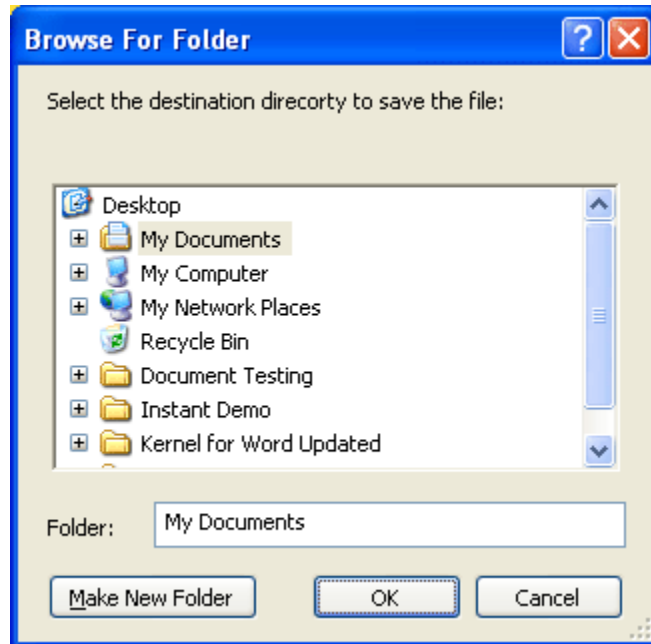 Browse For Folder
Select the destination direcorty to save the file:
Desktop
My Documents
My Computer
My Network Places
Recycle Bin
Document Testing
Instant Demo
Kernel for Word Updated
Folder: My Documents
Make New Folder OK Cancel